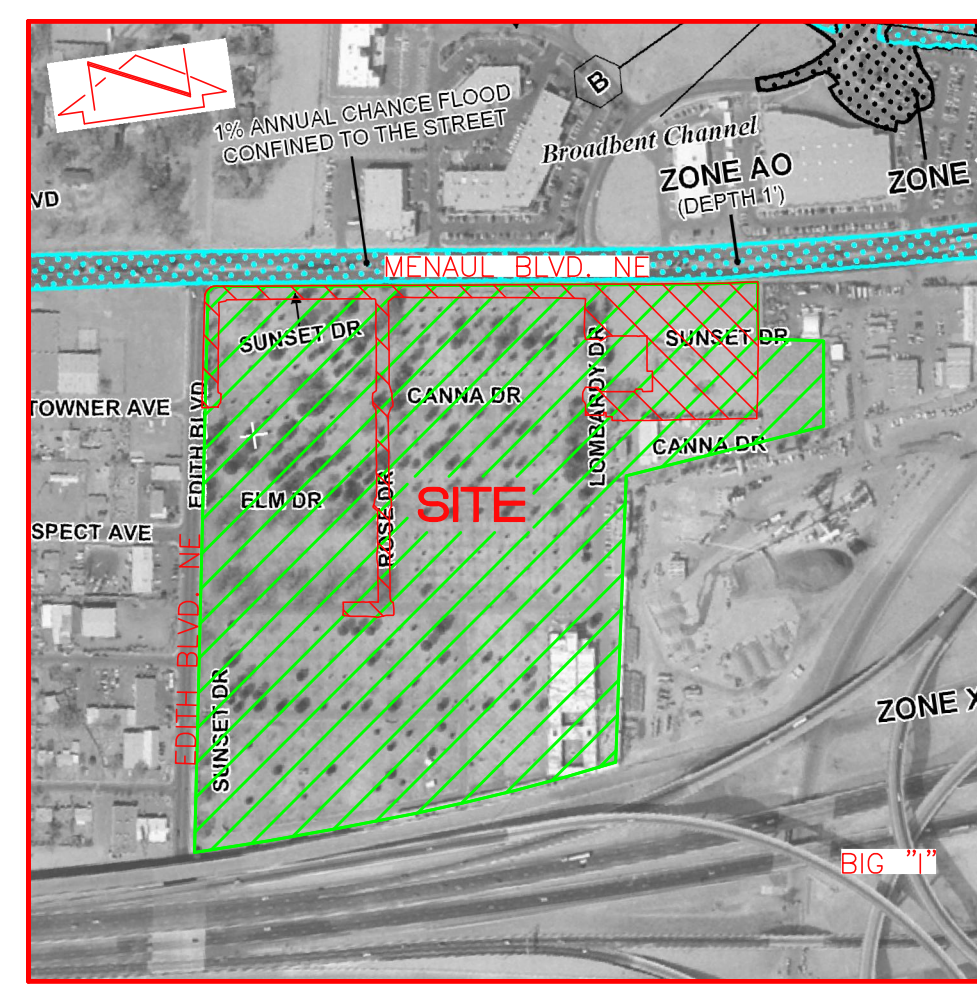 1% ANNUAL CHANCE FLOOD
CONFINED TO THE STREET
B
Broadbent Channel
ZONE AO
(DEPTH 1')
ZONE
VD
MENAUL BLVD. NE
SUNSET DR
SUNSET DR
LOMBARDY DR
TOWNER AVE
EDITH BLVD
CANNA DR
CANNA DR
ELM DR
ROSE DR
SITE
SPECT AVE
EDITH BLVD. NE
SUNSET DR
ZONE X
BIG "I"